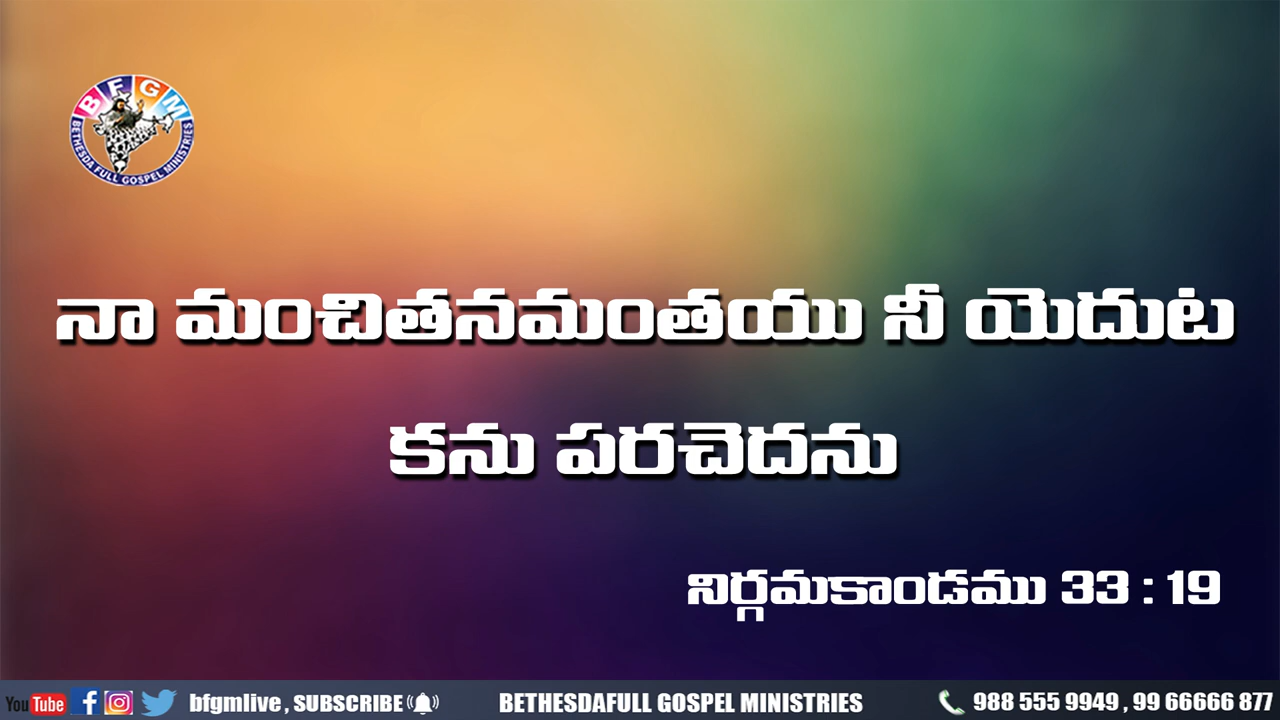 BFGM
BETHESDA FULL GOSPEL MINISTRIES
నా మంచితనమంతయు నీ యెదుట
కను పరచెదను
నిర్గమకాండము 33 : 19
YouTube bfgmlive , SUBSCRIBE BETHESDAFULL GOSPEL MINISTRIES 988 555 9949 , 99 66666 877